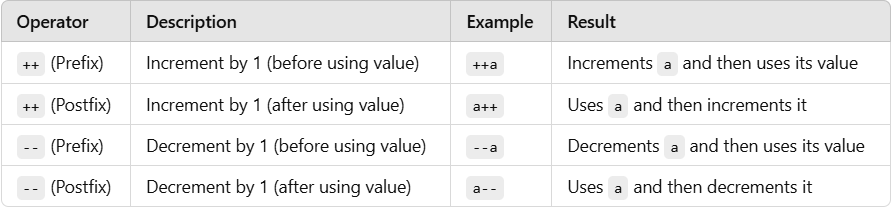 Operator Description Example Result
++ (Prefix) Increment by 1 (before using value) ++a Increments a and then uses its value
++ (Postfix) Increment by 1 (after using value) a++ Uses a and then increments it
-- (Prefix) Decrement by 1 (before using value) --a Decrements a and then uses its value
-- (Postfix) Decrement by 1 (after using value) a-- Uses a and then decrements it